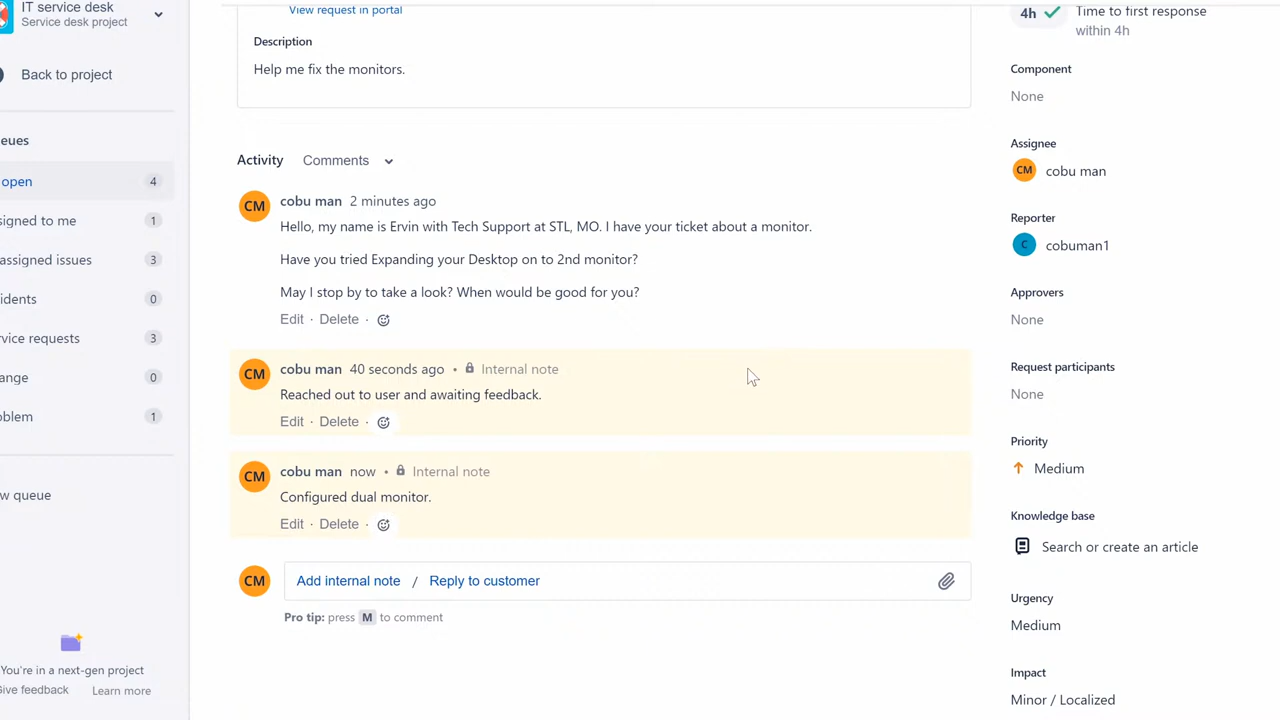 IT service desk
Service desk project
Back to project
eues
open 4
signed to me 1
assigned issues 3
idents 0
rvice requests 3
ange 0
oblem 1
w queue
You're in a next-gen project
Give feedback Learn more
View request in portal
Description
Help me fix the monitors.
Activity Comments
CM cobu man 2 minutes ago
Hello, my name is Ervin with Tech Support at STL, MO. I have your ticket about a monitor.
Have you tried Expanding your Desktop on to 2nd monitor?
May I stop by to take a look? When would be good for you?
Edit · Delete ·
CM cobu man 40 seconds ago • Internal note
Reached out to user and awaiting feedback.
Edit · Delete ·
CM cobu man now • Internal note
Configured dual monitor.
Edit · Delete ·
CM Add internal note / Reply to customer
Pro tip: press M to comment
4h Time to first response
within 4h
Component
None
Assignee
CM cobu man
Reporter
C cobuman1
Approvers
None
Request participants
None
Priority
Medium
Knowledge base
Search or create an article
Urgency
Medium
Impact
Minor / Localized